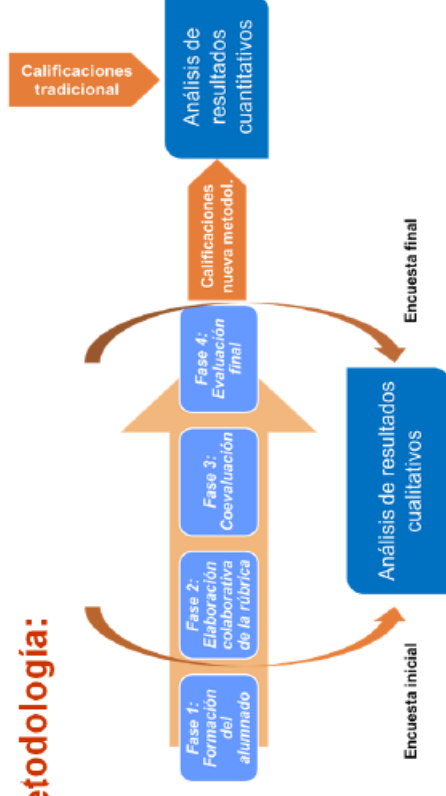 etodología:
Fase 1:
Formación
del
alumnado
Fase 2:
Elaboración
colaborativa
de la rúbrica
Fase 3:
Coevaluación
Fase 4:
Evaluación
final
Calificaciones
nueva metodol.
Calificaciones
tradicional
Análisis de
resultados
cuantitativos
Encuesta inicial
Análisis de resultados
cualitativos
Encuesta final